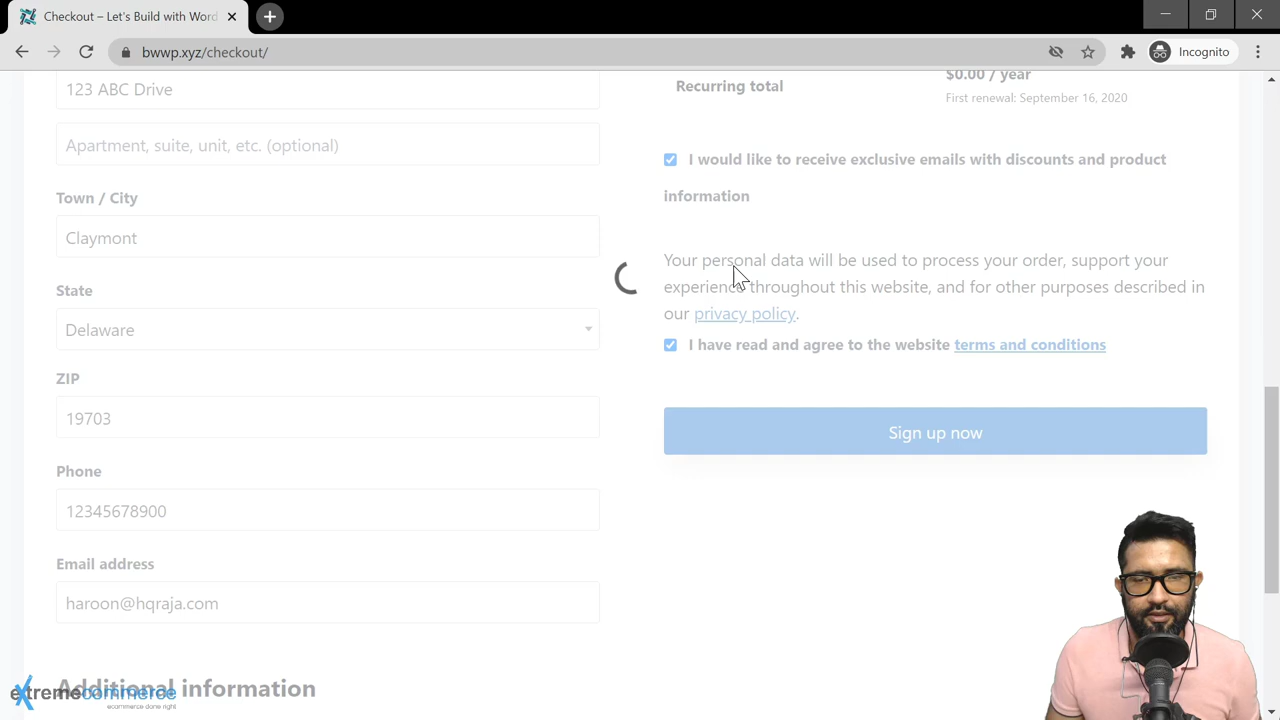 Checkout – Let's Build with Word
bwwp.xyz/checkout/
Incognito
123 ABC Drive
Apartment, suite, unit, etc. (optional)
Town / City
Claymont
State
Delaware
ZIP
19703
Phone
12345678900
Email address
haroon@hqraja.com
Additional information
$0.00 / year
Recurring total
First renewal: September 16, 2020
I would like to receive exclusive emails with discounts and product
information
Your personal data will be used to process your order, support your
experience throughout this website, and for other purposes described in
our privacy policy.
I have read and agree to the website terms and conditions
Sign up now
extremecommerce
ecommerce done right